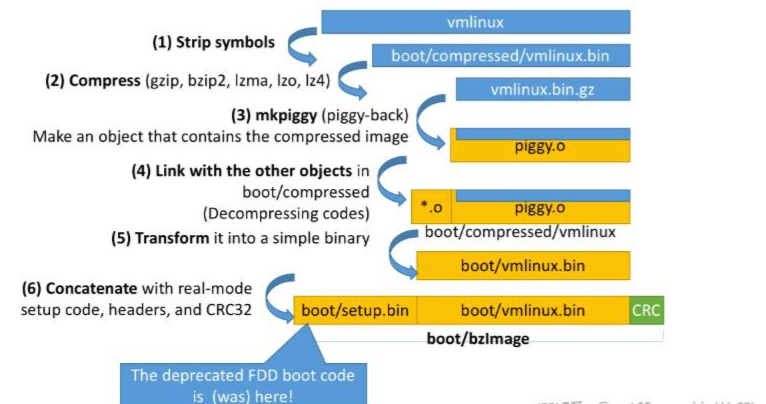 vmlinux
(1) Strip symbols
boot/compressed/vmlinux.bin
(2) Compress (gzip, bzip2, lzma, lzo, lz4)
vmlinux.bin.gz
(3) mkpiggy (piggy-back)
Make an object that contains the compressed image
piggy.o
(4) Link with the other objects in
boot/compressed
(Decompressing codes)
*.o
piggy.o
boot/compressed/vmlinux
(5) Transform it into a simple binary
boot/vmlinux.bin
(6) Concatenate with real-mode
setup code, headers, and CRC32
boot/setup.bin
boot/vmlinux.bin
CRC
boot/bzImage
The deprecated FDD boot code
is (was) here!